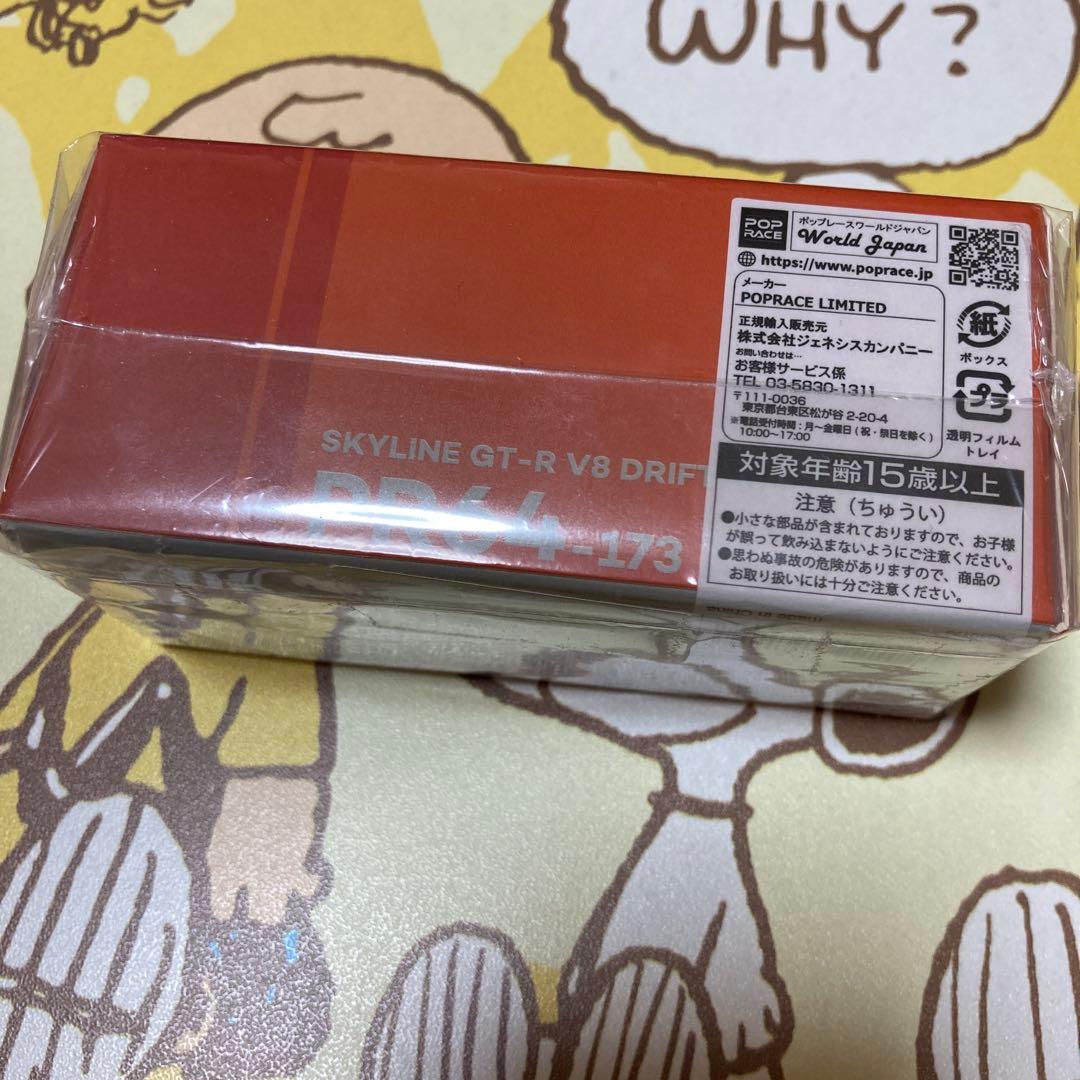 WHY?
POP
RACE
ポップレースワールドジャパン
World Japan
https://www.poprace.jp
メーカー
POPRACE LIMITED
正規輸入販売元
株式会社ジェネシスカンパニー
お問い合わせは…
お客様サービス係
TEL 03-5830-1311
〒111-0036
東京都台東区松が谷 2-20-4
※電話受付時間:月~金曜日(祝・祭日を除く)
10:00~17:00
紙
ボックス
プラ
透明フィルム
トレイ
対象年齢15歳以上
注意(ちゅうい)
●小さな部品が含まれておりますので、お子様
が誤って飲み込まないようにご注意ください。
●思わぬ事故の危険がありますので、商品の
お取り扱いには十分ご注意ください。
SKYLINE GT-R V8 DRIFT
PR64-173
Made in China